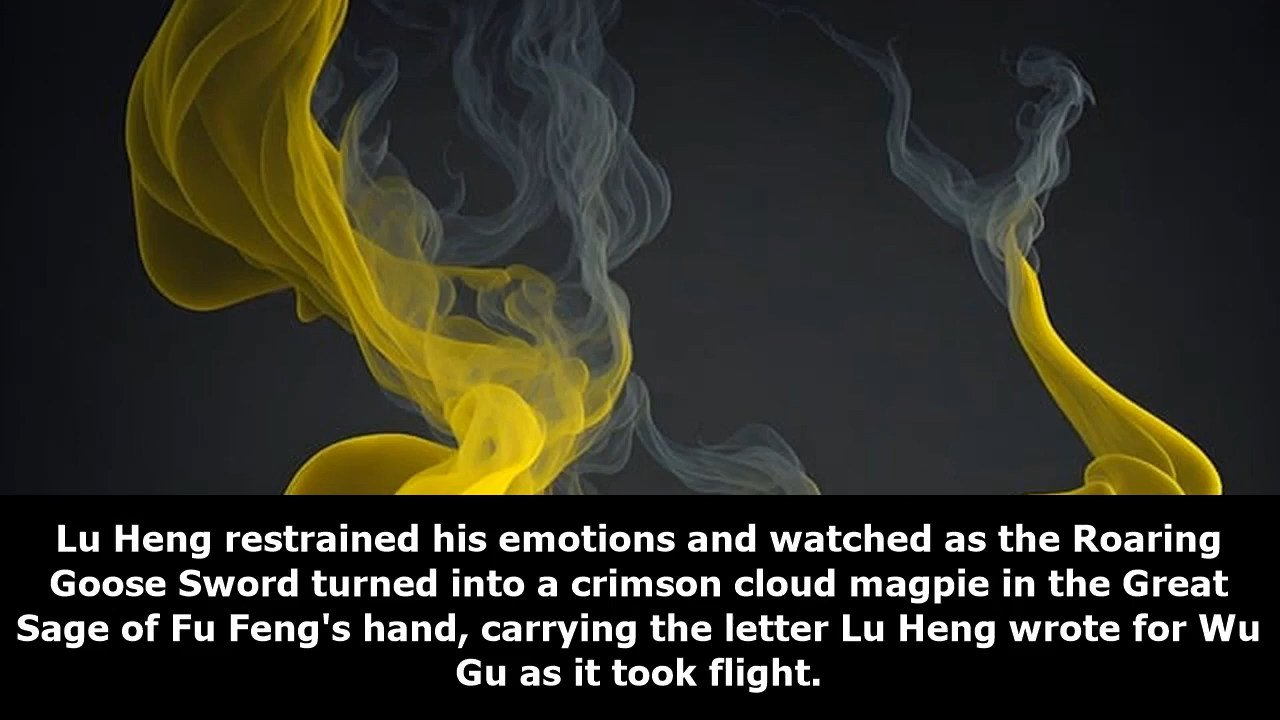 Lu Heng restrained his emotions and watched as the Roaring
Goose Sword turned into a crimson cloud magpie in the Great
Sage of Fu Feng's hand, carrying the letter Lu Heng wrote for Wu
Gu as it took flight.